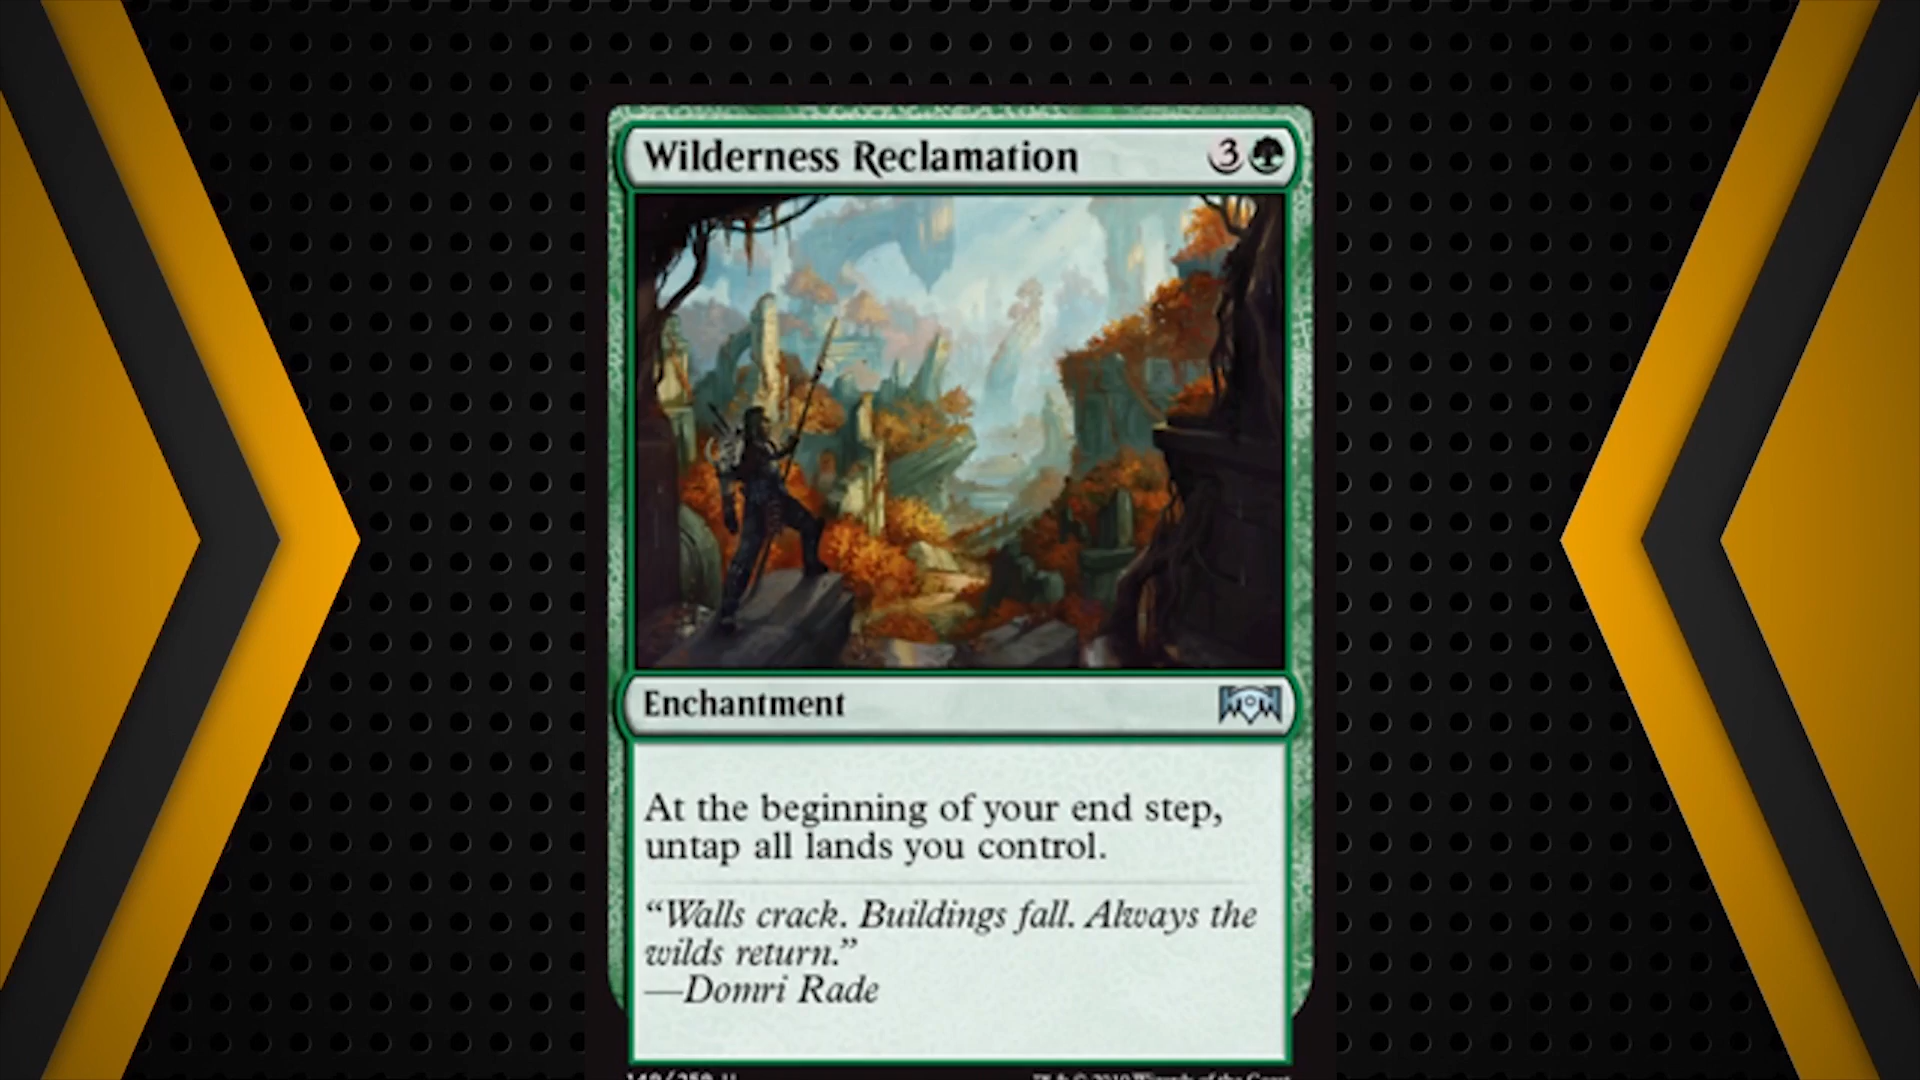 Wilderness Reclamation 3
Enchantment
At the beginning of your end step,
untap all lands you control.
“Walls crack. Buildings fall. Always the
wilds return.”
—Domri Rade